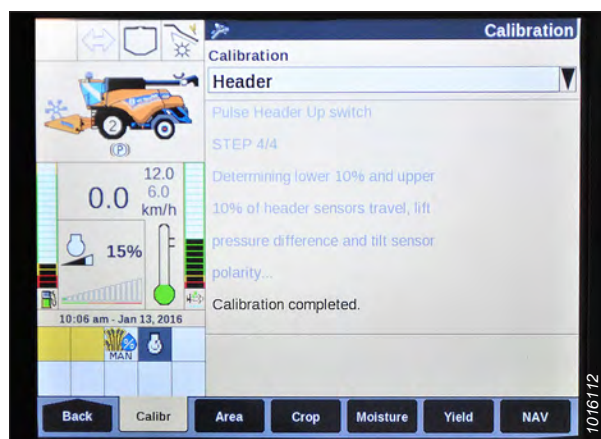 Calibration
Calibration
Header
Pulse Header Up switch
STEP 4/4
Determining lower 10% and upper
10% of header sensors travel, lift
pressure difference and tilt sensor
polarity...
Calibration completed.
2
(P)
12.0
0.0 6.0
km/h
15%
10:06 am - Jan 13, 2016
%
MAN
Back Calibr Area Crop Moisture Yield NAV
1016112